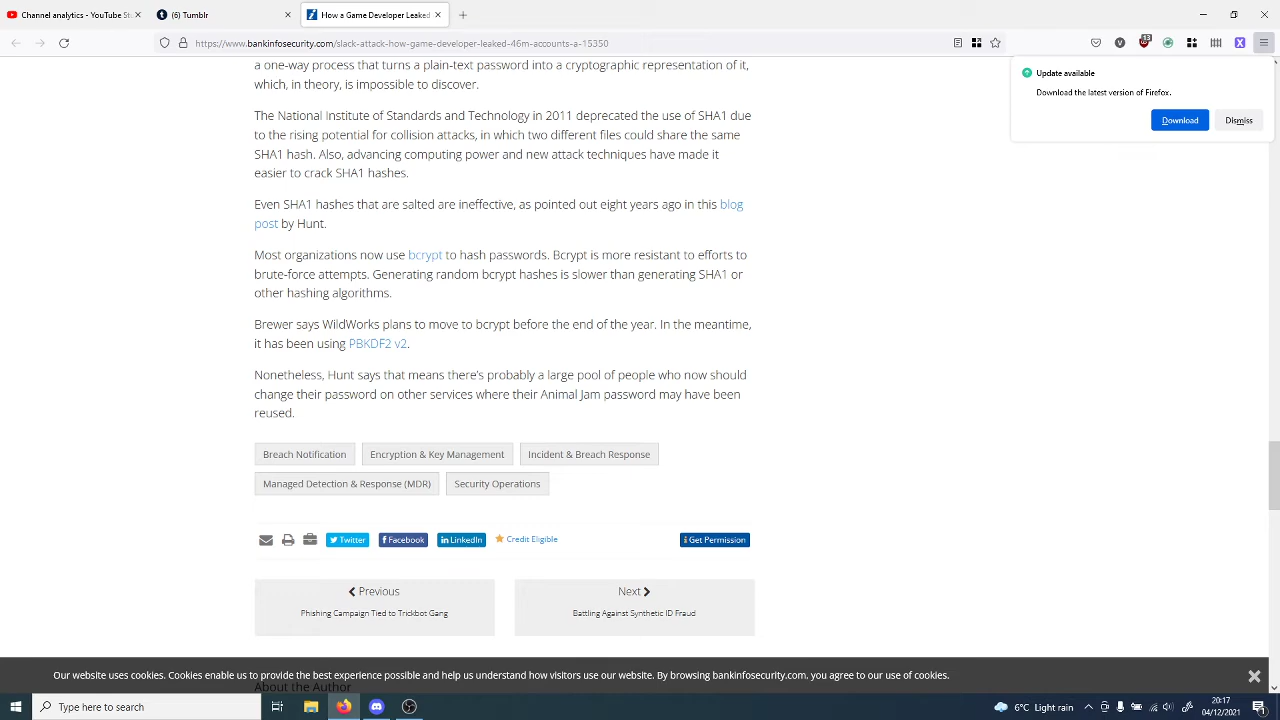 Channel analytics - YouTube St
(6) Tumblr
How a Game Developer Leaked
https://www.bankinfosecurity.com/slack-attack-how-game-developer-leaked-46m-accounts-a-15350
13
Update available
Download the latest version of Firefox.
Download
Dismiss
a one-way process that turns a plain-text password into a cryptographic representation of it,
which, in theory, is impossible to discover.
The National Institute of Standards and Technology in 2011 deprecated the use of SHA1 due
to the rising potential for collision attacks, in which two different files could share the same
SHA1 hash. Also, advancing computing power and new attack techniques have made it
easier to crack SHA1 hashes.
Even SHA1 hashes that are salted are ineffective, as pointed out eight years ago in this blog
post by Hunt.
Most organizations now use bcrypt to hash passwords. Bcrypt is more resistant to efforts to
brute-force attempts. Generating random bcrypt hashes is slower than generating SHA1 or
other hashing algorithms.
Brewer says WildWorks plans to move to bcrypt before the end of the year. In the meantime,
it has been using PBKDF2 v2.
Nonetheless, Hunt says that means there's probably a large pool of people who now should
change their password on other services where their Animal Jam password may have been
reused.
Breach Notification
Encryption & Key Management
Incident & Breach Response
Managed Detection & Response (MDR)
Security Operations
Twitter
Facebook
LinkedIn
Credit Eligible
Get Permission
Previous
Phishing Campaign Tied to Trickbot Gang
Next
Battling Against Synthetic ID Fraud
Our website uses cookies. Cookies enable us to provide the best experience possible and help us understand how visitors use our website. By browsing bankinfosecurity.com, you agree to our use of cookies.
About the Author
Type here to search
6°C Light rain
20:17
04/12/2021